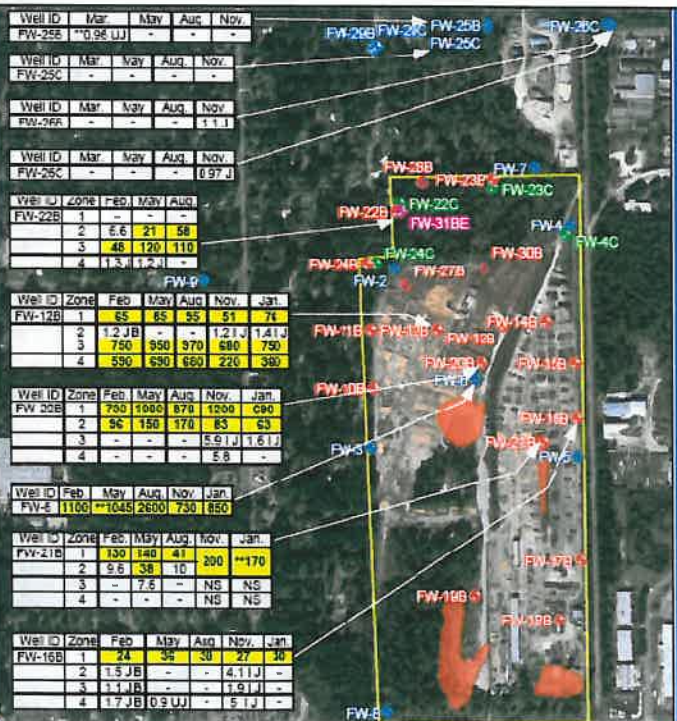 Well ID Mar. May Aug. Nov.
FW-25B **0.96 UJ - - -
Well ID Mar. May Aug. Nov.
FW-25C - - - -
Well ID Mar. May Aug. Nov.
FW-26B - - - 1.1 J
Well ID Mar. May Aug. Nov.
FW-26C - - - 0.97 J
Well ID Zone Feb. May Aug.
FW-22B 1 - - -
2 6.6 21 58
3 48 120 110
4 1.3 J 1.2 J -
Well ID Zone Feb May Aug Nov. Jan.
FW-12B 1 65 85 95 51 74
2 1.2 JB - - 1.2 J 1.4 J
3 750 950 970 680 750
4 590 690 680 220 360
Well ID Zone Feb. May Aug. Nov. Jan.
FW-20B 1 700 1000 870 1200 690
2 96 150 170 83 63
3 - - - 5.9 J 1.6 J
4 - - - 5.8 -
Well ID Feb. May Aug. Nov Jan.
FW-6 1100 **1045 2600 730 850
Well ID Zone Feb. May Aug. Nov. Jan.
FW-21B 1 130 140 41 200 **170
2 9.6 38 10
3 - 7.6 - NS NS
4 - - - NS NS
Well ID Zone Feb May Aug Nov. Jan.
FW-16B 1 24 36 38 27 30
2 1.5 JB - - 4.1 J -
3 1.1 JB - - 1.9 J -
4 1.7 JB 0.9 UJ - 5 J -
FW-29B
FW-29C
FW-25B
FW-25C
FW-26C
FW-28B
FW-23B
FW-7
FW-23C
FW-22C
FW-22B
FW-31BE
FW-4
FW-4C
FW-24B
FW-24C
FW-2
FW-27B
FW-30B
FW-9
FW-11B
FW-13B
FW-12B
FW-14B
FW-20B
FW-15B
FW-6
FW-10B
FW-16B
FW-3
FW-5
FW-17B
FW-19B
FW-18B
FW-8